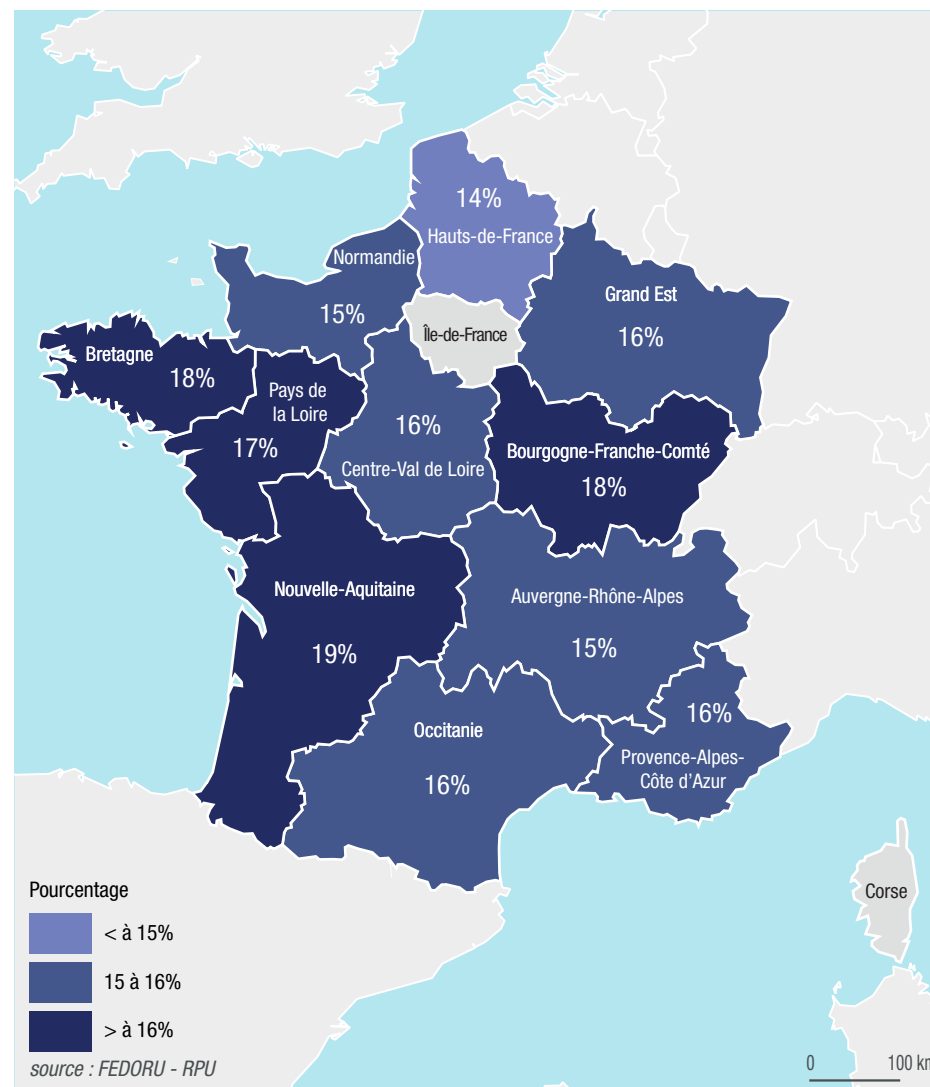 14%
Hauts-de-France
Normandie
15%
Île-de-France
Grand Est
16%
Bretagne
18%
Pays de
la Loire
17%
16%
Centre-Val de Loire
Bourgogne-Franche-Comté
18%
Nouvelle-Aquitaine
19%
Auvergne-Rhône-Alpes
15%
16%
Provence-Alpes-
Côte d'Azur
Occitanie
16%
Corse
Pourcentage
< à 15%
15 à 16%
> à 16%
source : FEDORU - RPU
0 100 km